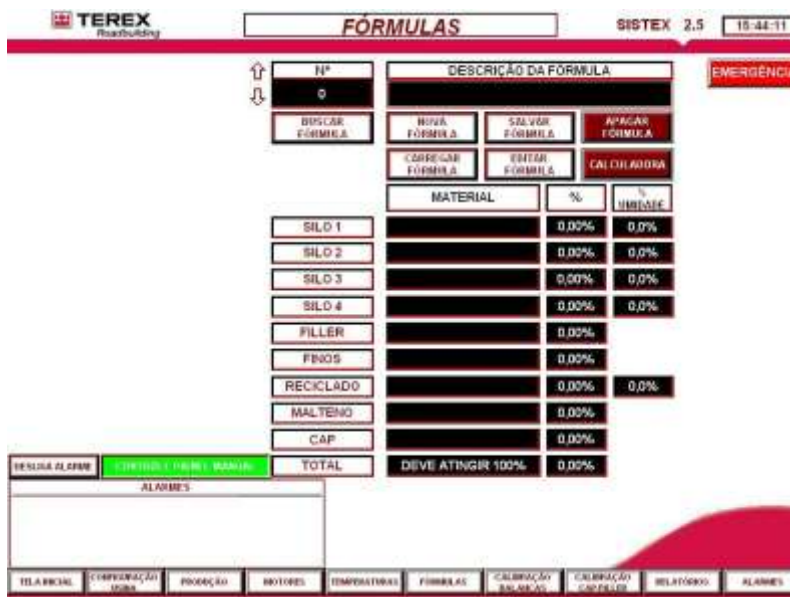 TEREX
Roadbuilding
FÓRMULAS
SISTEX 2.5
15:44:11
Nº
DESCRIÇÃO DA FÓRMULA
EMERGÊNCIA
0
BUSCAR
FÓRMULA
NOVA
FÓRMULA
SALVAR
FÓRMULA
APAGAR
FÓRMULA
CARREGAR
FÓRMULA
EDITAR
FÓRMULA
CALCULADORA
MATERIAL
%
%
UMIDADE
SILO 1 0,00% 0,0%
SILO 2 0,00% 0,0%
SILO 3 0,00% 0,0%
SILO 4 0,00% 0,0%
FILLER 0,00%
FINOS 0,00%
RECICLADO 0,00% 0,0%
MALTENO 0,00%
CAP 0,00%
DESLIGA ALARME
CONTROLE PAINEL MANUAL
TOTAL DEVE ATINGIR 100% 0,00%
ALARMES
TELA INICIAL
CONFIGURAÇÃO
USINA
PRODUÇÃO
MOTORES
TEMPERATURAS
FÓRMULAS
CALIBRAÇÃO
BALANÇAS
CALIBRAÇÃO
CAP/FILLER
RELATÓRIOS
ALARMES